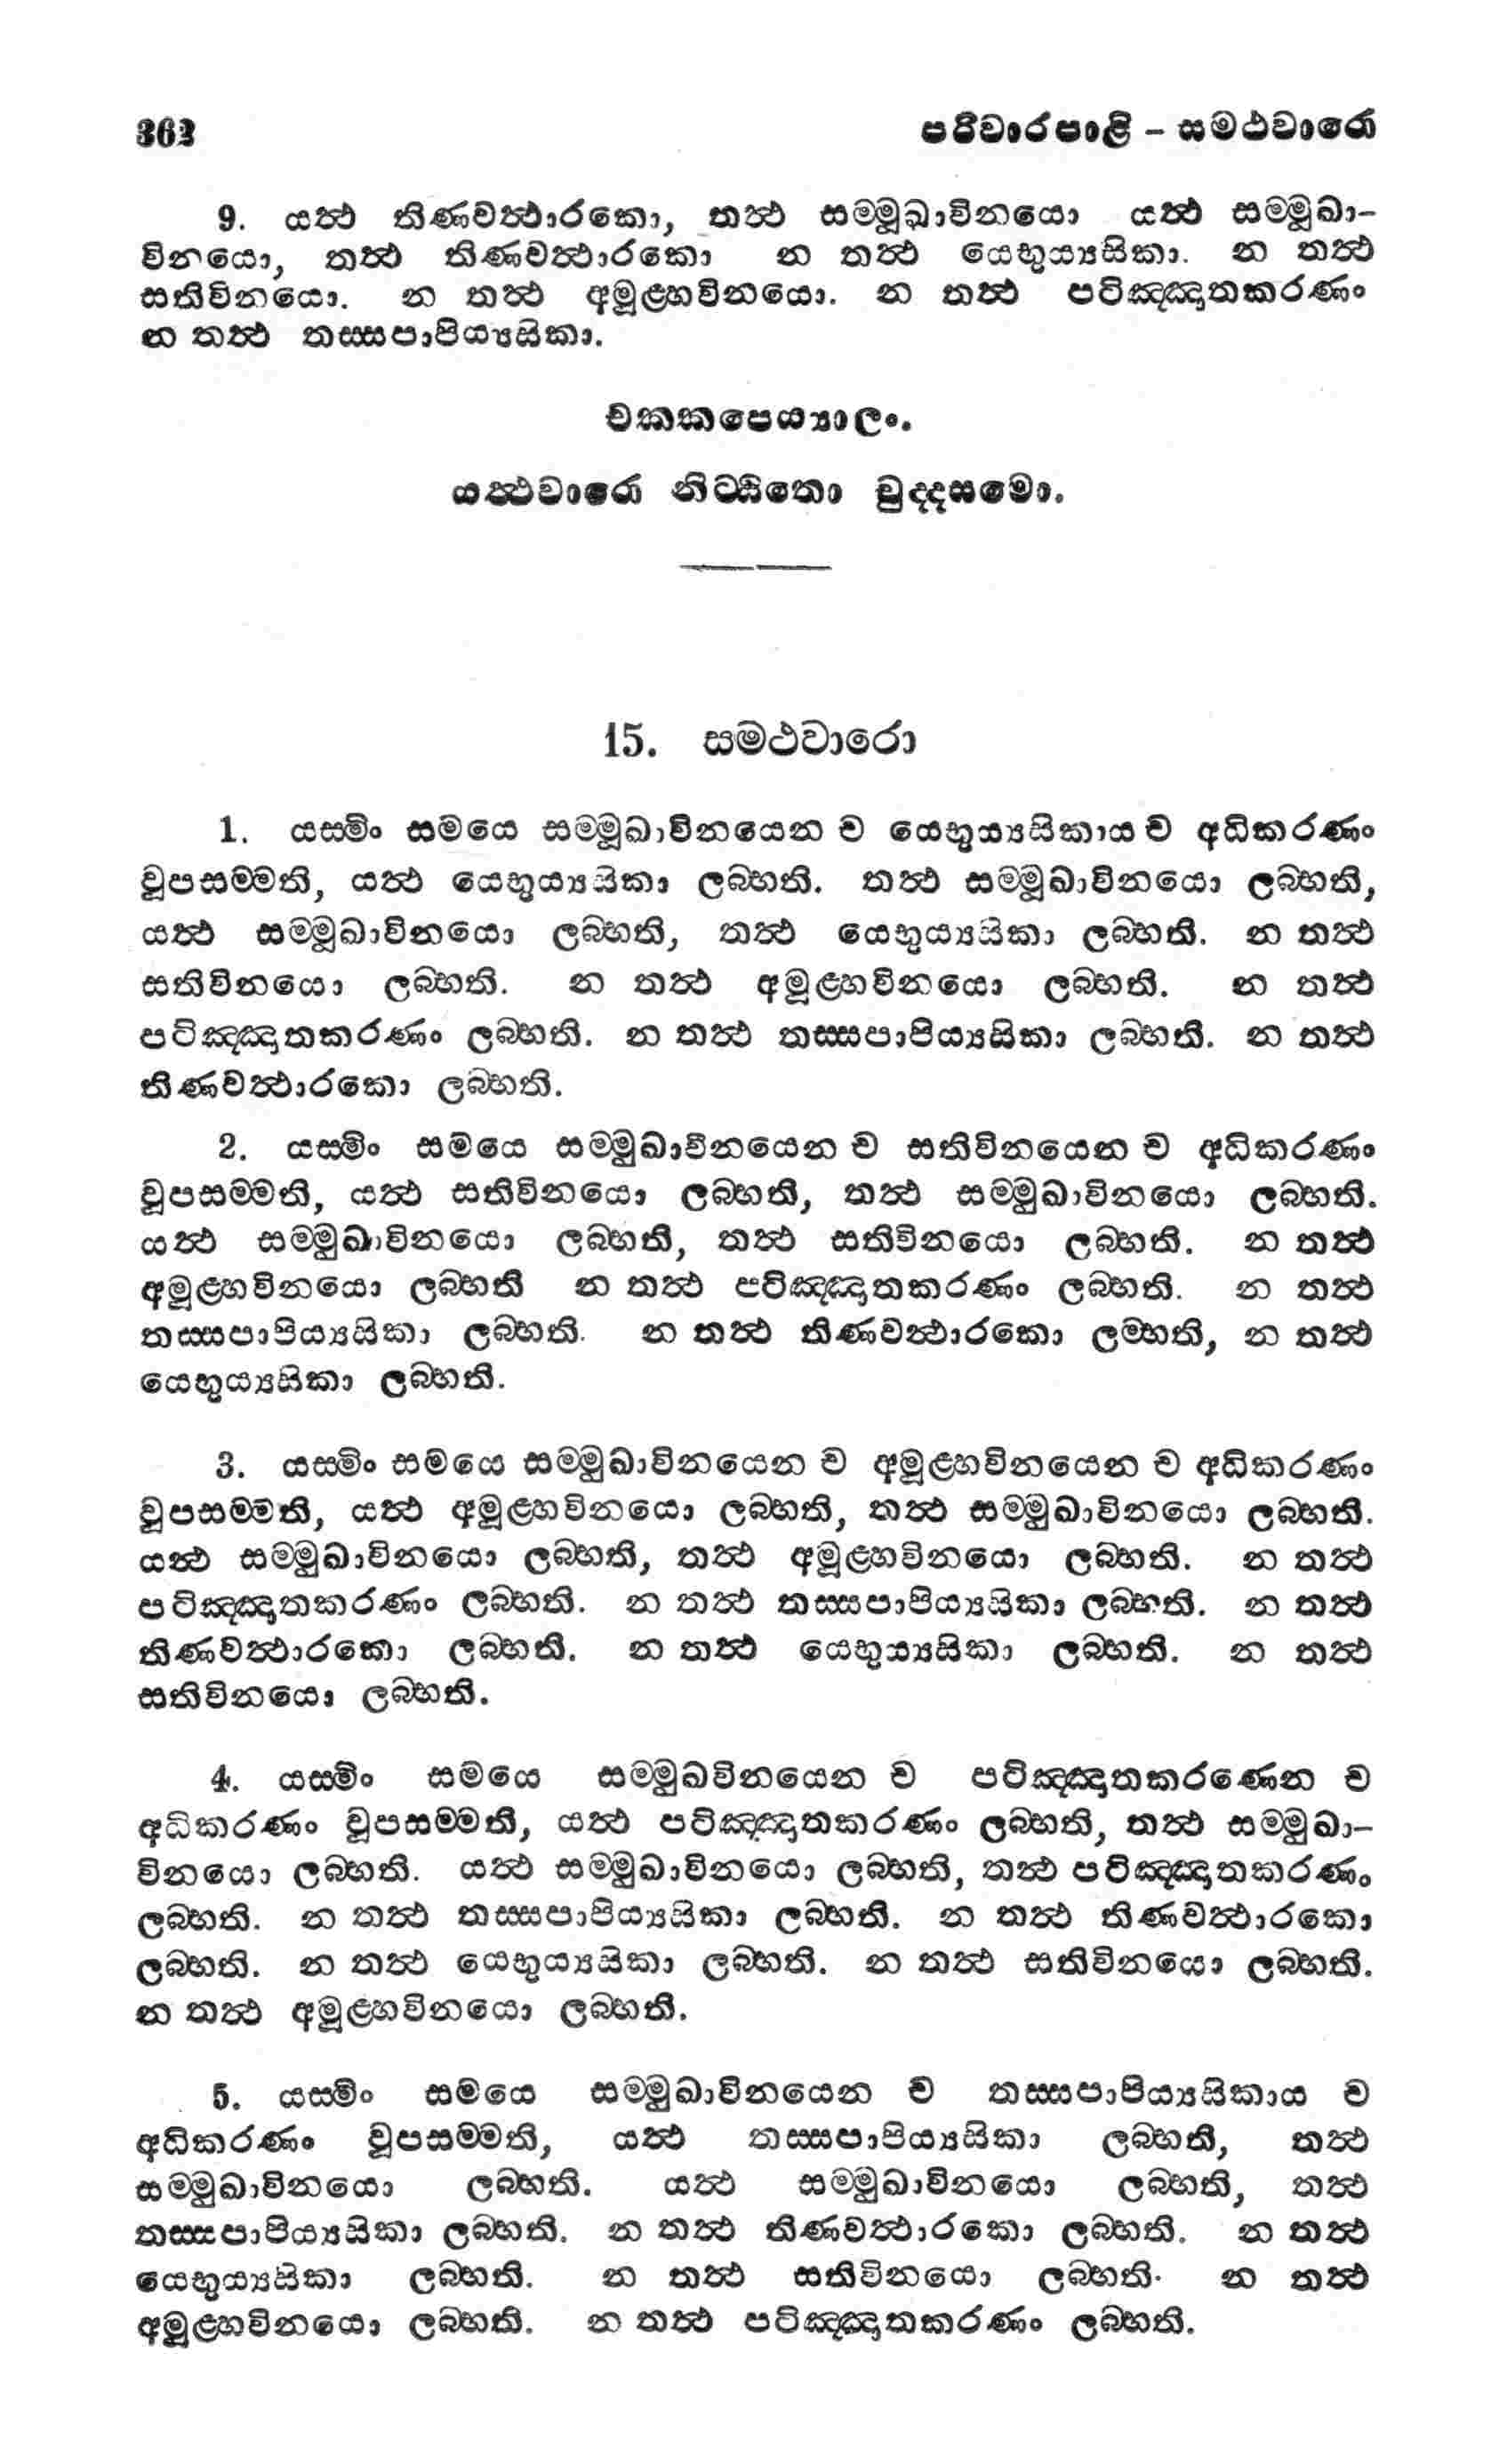 363 පරිවාරපාළි – සමථවාරෙ
9. යත්‍ථ තිණවත්‍ථාරකො, තත්‍ථ සම්මූඛාවිනයො යත්‍ථ සම්මූඛා-
විනයො, තත්‍ථ තිණවත්‍ථාරකො න තත්‍ථ යෙභුය්‍යසිකා. න තත්‍ථ
සතිවිනයො. න තත්‍ථ අමූළ්හවිනයො. න තත්‍ථ පටිඤ්ඤාතකරණං
න තත්‍ථ තස්සපාපිය්‍යසිකා.
චක්කපෙය්‍යාලං.
යත්‍ථවාරෙ නිට්ඨිතො චුද්දසමො.
15. සමථවාරො
1. යස්මිං සමයෙ සම්මූඛාවිනයෙන ච යෙභුය්‍යසිකාය ච අධිකරණං
වූපසම්මති, යත්‍ථ යෙභුය්‍යසිකා ලබ්භති. තත්‍ථ සම්මූඛාවිනයො ලබ්භති,
යත්‍ථ සම්මූඛාවිනයො ලබ්භති, තත්‍ථ යෙභුය්‍යසිකා ලබ්භති. න තත්‍ථ
සතිවිනයො ලබ්භති. න තත්‍ථ අමූළ්හවිනයො ලබ්භති. න තත්‍ථ
පටිඤ්ඤාතකරණං ලබ්භති. න තත්‍ථ තස්සපාපිය්‍යසිකා ලබ්භති. න තත්‍ථ
තිණවත්‍ථාරකො ලබ්භති.
2. යස්මිං සමයෙ සම්මුඛාවිනයෙන ච සතිවිනයෙන ච අධිකරණං
වූපසම්මති, යත්‍ථ සතිවිනයො ලබ්භති, තත්‍ථ සම්මුඛාවිනයො ලබ්භති.
යත්‍ථ සම්මුඛාවිනයො ලබ්භති, තත්‍ථ සතිවිනයො ලබ්භති. න තත්‍ථ
අමූළ්හවිනයො ලබ්භති න තත්‍ථ පටිඤ්ඤාතකරණං ලබ්භති. න තත්‍ථ
තස්සපාපිය්‍යසිකා ලබ්භති. න තත්‍ථ තිණවත්‍ථාරකො ලම්භති, න තත්‍ථ
යෙභුය්‍යසිකා ලබ්භති.
3. යස්මිං සමයෙ සම්මුඛාවිනයෙන ච අමූළ්හවිනයෙන ච අධිකරණං
වූපසම්මති, යත්‍ථ අමූළ්හවිනයො ලබ්භති, තත්‍ථ සම්මුඛාවිනයො ලබ්භති.
යත්‍ථ සම්මුඛාවිනයො ලබ්භති, තත්‍ථ අමූළ්හවිනයො ලබ්භති. න තත්‍ථ
පටිඤ්ඤාතකරණං ලබ්භති. න තත්‍ථ තස්සපාපිය්‍යසිකා ලබ්භති. න තත්‍ථ
තිණවත්‍ථාරකො ලබ්භති. න තත්‍ථ යෙභුය්‍යසිකා ලබ්භති. න තත්‍ථ
සතිවිනයො ලබ්භති.
4. යස්මිං සමයෙ සම්මුඛවිනයෙන ච පටිඤ්ඤාතකරණෙන ච
අධිකරණං වූපසම්මති, යත්‍ථ පටිඤ්ඤාතකරණං ලබ්භති, තත්‍ථ සම්මුඛා-
විනයො ලබ්භති. යත්‍ථ සම්මුඛාවිනයො ලබ්භති, තත්‍ථ පටිඤ්ඤාතකරණං
ලබ්භති. න තත්‍ථ තස්සපාපිය්‍යසිකා ලබ්භති. න තත්‍ථ තිණවත්‍ථාරකො
ලබ්භති. න තත්‍ථ යෙභුය්‍යසිකා ලබ්භති. න තත්‍ථ සතිවිනයො ලබ්භති.
න තත්‍ථ අමූළ්හවිනයො ලබ්භති.
5. යස්මිං සමයෙ සම්මුඛාවිනයෙන ච තස්සපාපිය්‍යසිකාය ච
අධිකරණං වූපසම්මති, යත්‍ථ තස්සපාපිය්‍යසිකා ලබ්භති, තත්‍ථ
සම්මුඛාවිනයො ලබ්භති. යත්‍ථ සම්මුඛාවිනයො ලබ්භති, තත්‍ථ
තස්සපාපිය්‍යසිකා ලබ්භති. න තත්‍ථ තිණවත්‍ථාරකො ලබ්භති. න තත්‍ථ
යෙභුය්‍යසිකා ලබ්භති. න තත්‍ථ සතිවිනයො ලබ්භති. න තත්‍ථ
අමූළ්හවිනයො ලබ්භති. න තත්‍ථ පටිඤ්ඤාතකරණං ලබ්භති.